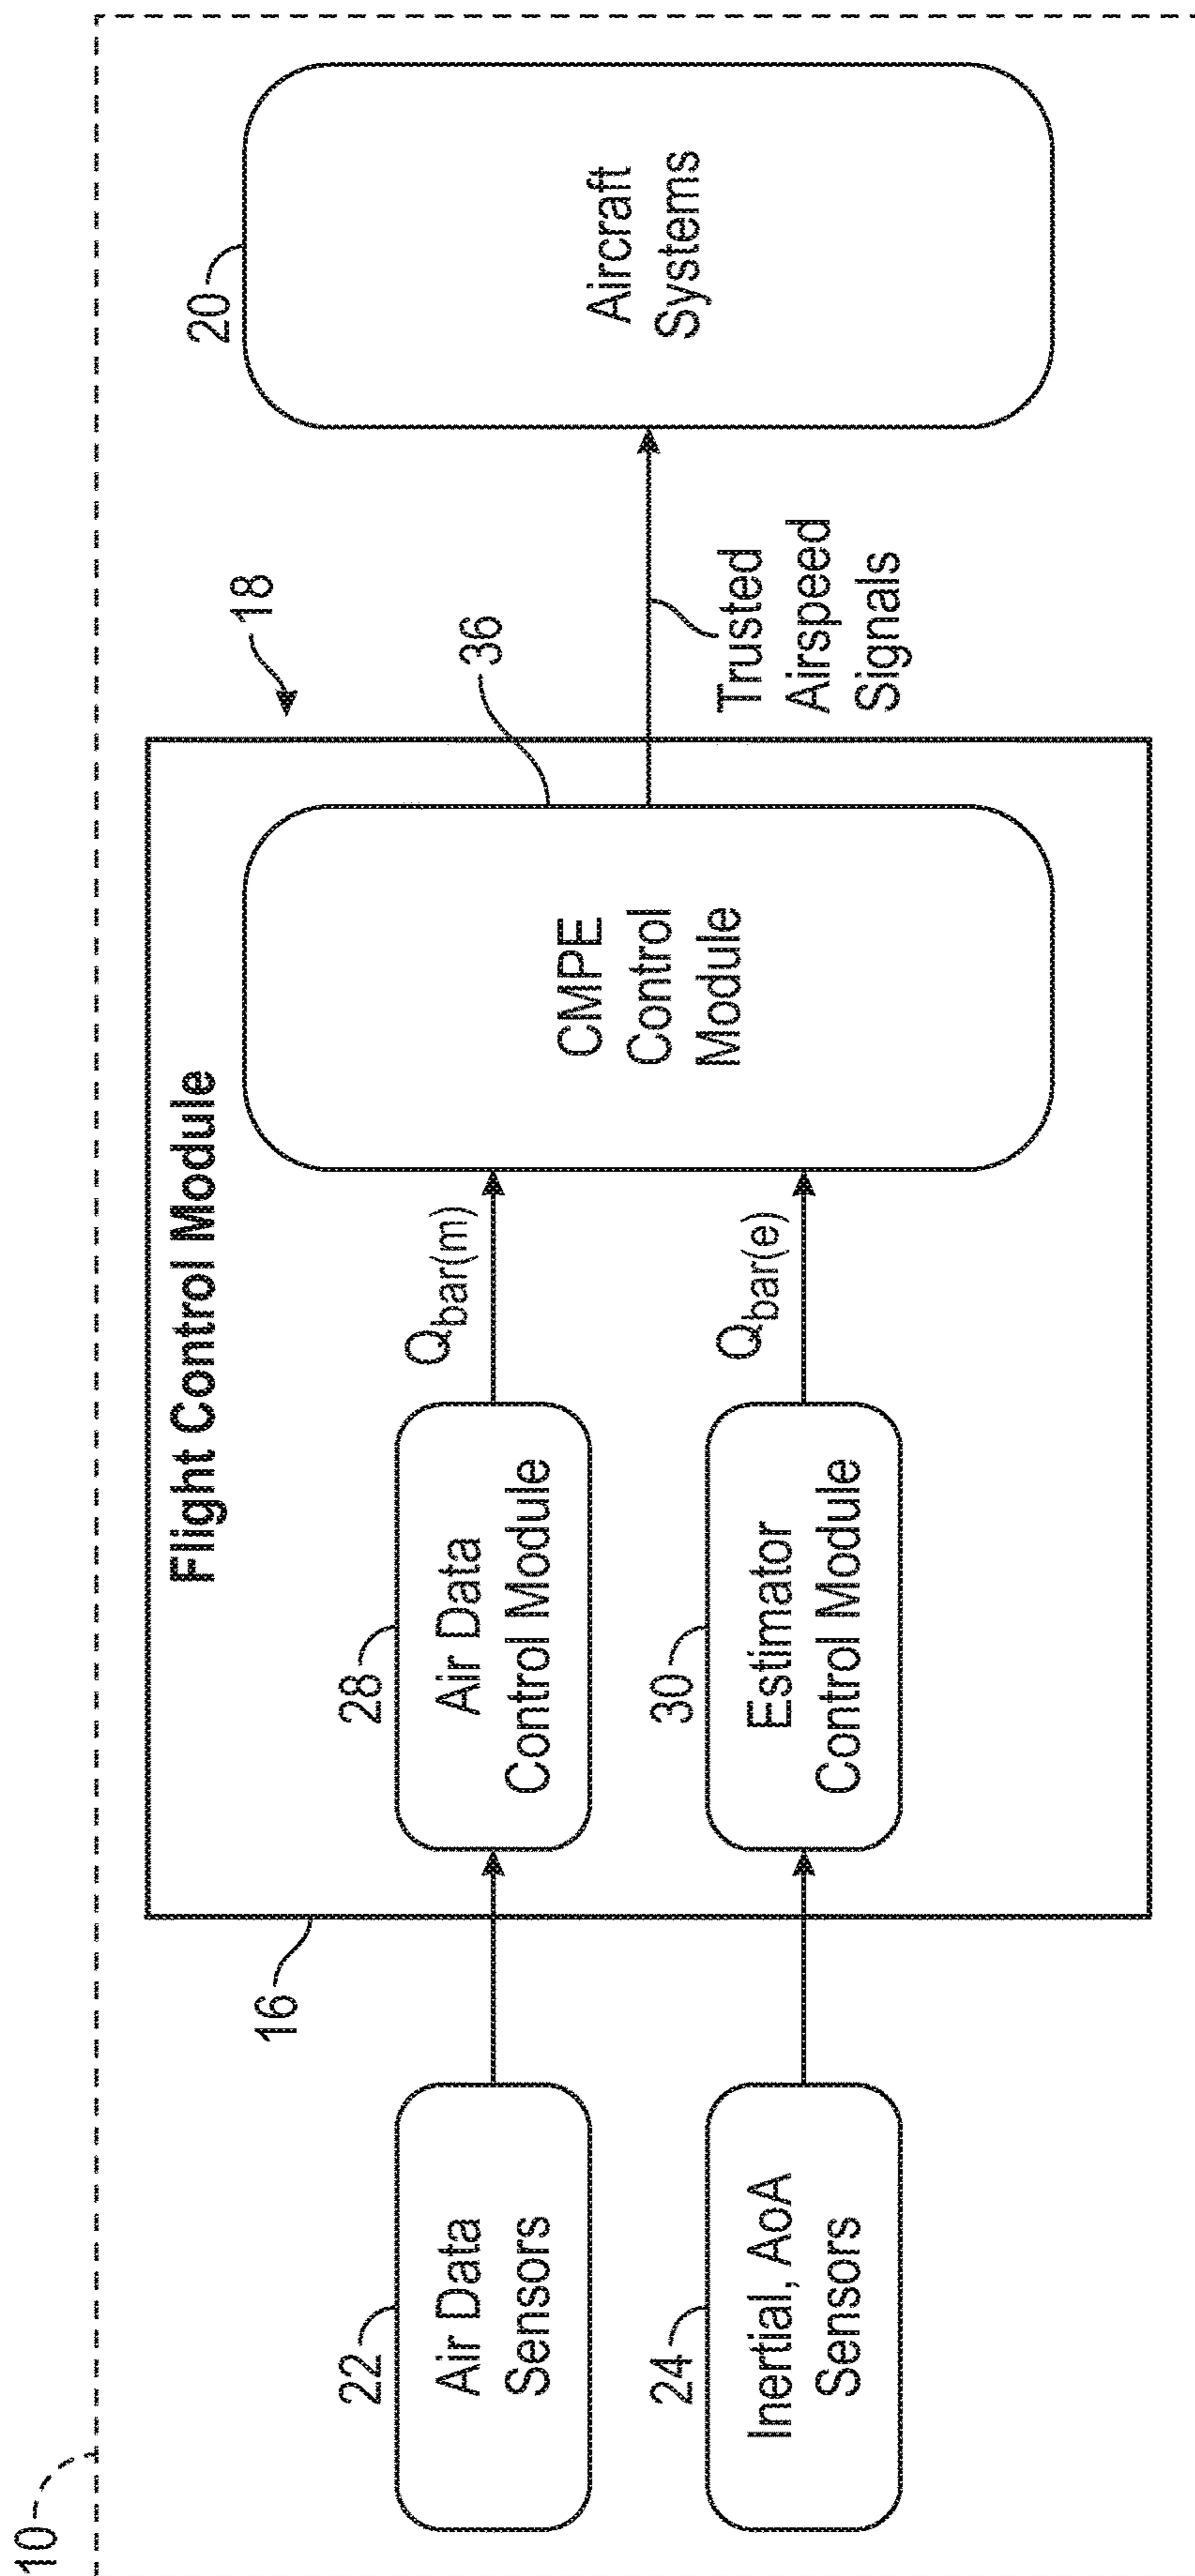 10
18
20
16
Flight Control Module
36
22
Air Data
Sensors
28
Air Data
Control Module
Qbar(m)
CMPE
Control
Module
Aircraft
Systems
24
Inertial, AoA
Sensors
30
Estimator
Control Module
Qbar(e)
Trusted
Airspeed
Signals